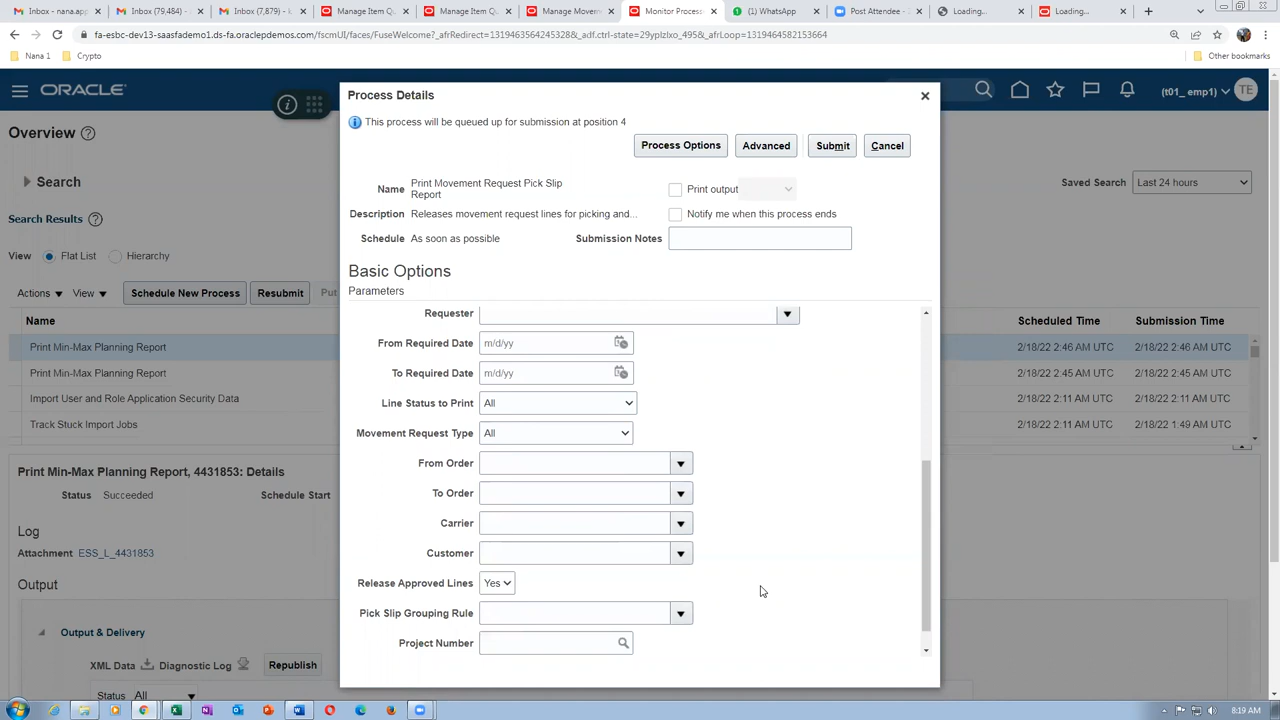 Inbox - nana.app
Inbox (79,484)
Inbox (7,879)
Manage Item Qu
Manage Item Qu
Manage Movem
Monitor Process
(1) WhatsApp
Post Attendee -
Loading...
Loading...
fa-esbc-dev13-saasfademo1.ds-fa.oraclepdemos.com/fscmUI/faces/FuseWelcome?_afrRedirect=1319463564245328&_adf.ctrl-state=29yplzlxo_495&_afrLoop=1319464582153664
Nana 1
Crypto
Other bookmarks
ORACLE
(t01_ emp1)
TE
Overview
Search
Saved Search
Last 24 hours
Search Results
View
Flat List
Hierarchy
Actions
View
Schedule New Process
Resubmit
Put
Name
Scheduled Time
Submission Time
Print Min-Max Planning Report
2/18/22 2:46 AM UTC
2/18/22 2:46 AM UTC
Print Min-Max Planning Report
2/18/22 2:45 AM UTC
2/18/22 2:45 AM UTC
Import User and Role Application Security Data
2/18/22 2:11 AM UTC
2/18/22 2:11 AM UTC
Track Stuck Import Jobs
2/18/22 2:11 AM UTC
2/18/22 1:49 AM UTC
Print Min-Max Planning Report, 4431853: Details
Status
Succeeded
Schedule Start
Log
Attachment
ESS_L_4431853
Output
Output & Delivery
XML Data
Diagnostic Log
Republish
Status
All
Process Details
This process will be queued up for submission at position 4
Process Options
Advanced
Submit
Cancel
Name
Print Movement Request Pick Slip
Report
Print output
Description
Releases movement request lines for picking and...
Notify me when this process ends
Schedule
As soon as possible
Submission Notes
Basic Options
Parameters
Requester
From Required Date
m/d/yy
To Required Date
m/d/yy
Line Status to Print
All
Movement Request Type
All
From Order
To Order
Carrier
Customer
Release Approved Lines
Yes
Pick Slip Grouping Rule
Project Number
8:19 AM